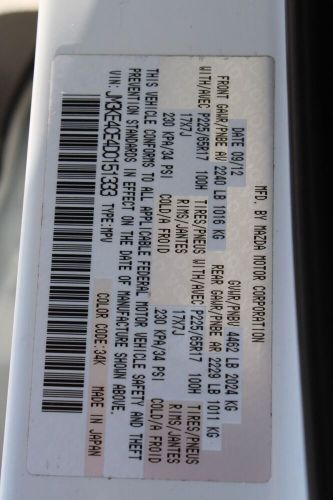 MFD. BY MAZDA MOTOR CORPORATION
DATE 09/12 GVWR/PNBV 4462 LB 2024 KG
FRONT GAWR/PNBE AV 2240 LB 1016 KG REAR GAWR/PNBE AR 2229 LB 1011 KG
WITH/AVEC P225/65R17 100H TIRES/PNEUS WITH/AVEC P225/65R17 100H TIRES/PNEUS
17X7J RIMS/JANTES 17X7J RIMS/JANTES
230 KPA/34 PSI COLD/A FROID 230 KPA/34 PSI COLD/A FROID
THIS VEHICLE CONFORMS TO ALL APPLICABLE FEDERAL MOTOR VEHICLE SAFETY AND THEFT
PREVENTION STANDARDS IN EFFECT ON THE DATE OF MANUFACTURE SHOWN ABOVE.
VIN: JM3KE4CE4D0151333 TYPE:MPV
COLOR CODE:34K MADE IN JAPAN